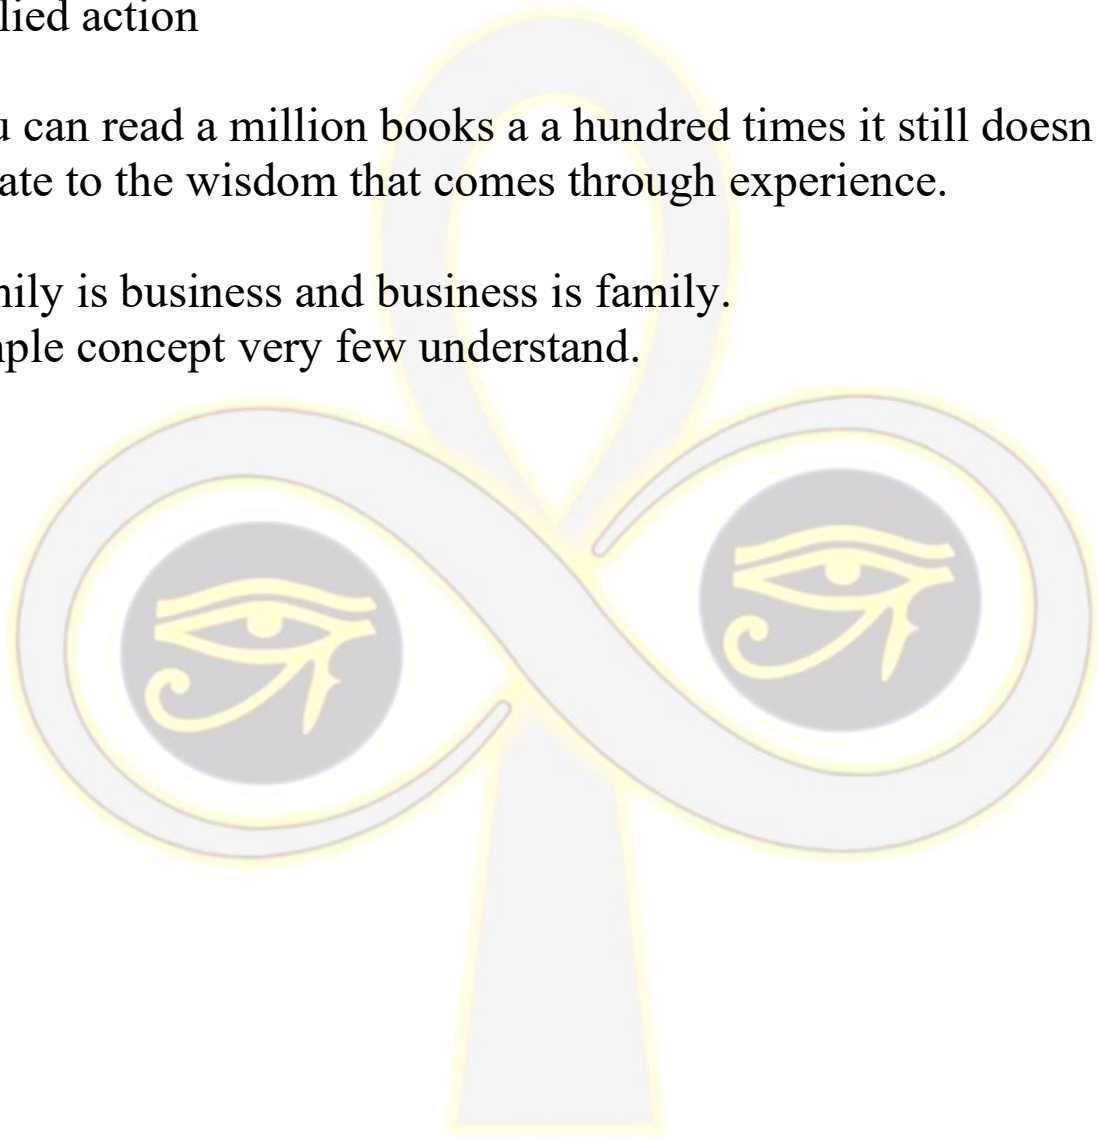 lied action
u can read a million books a a hundred times it still doesn
ate to the wisdom that comes through experience.
nily is business and business is family.
nple concept very few understand.